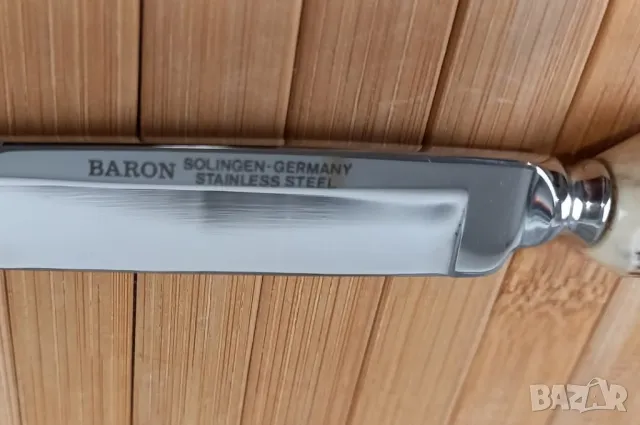 BARON SOLINGEN-GERMANY
STAINLESS STEEL
BAZAR